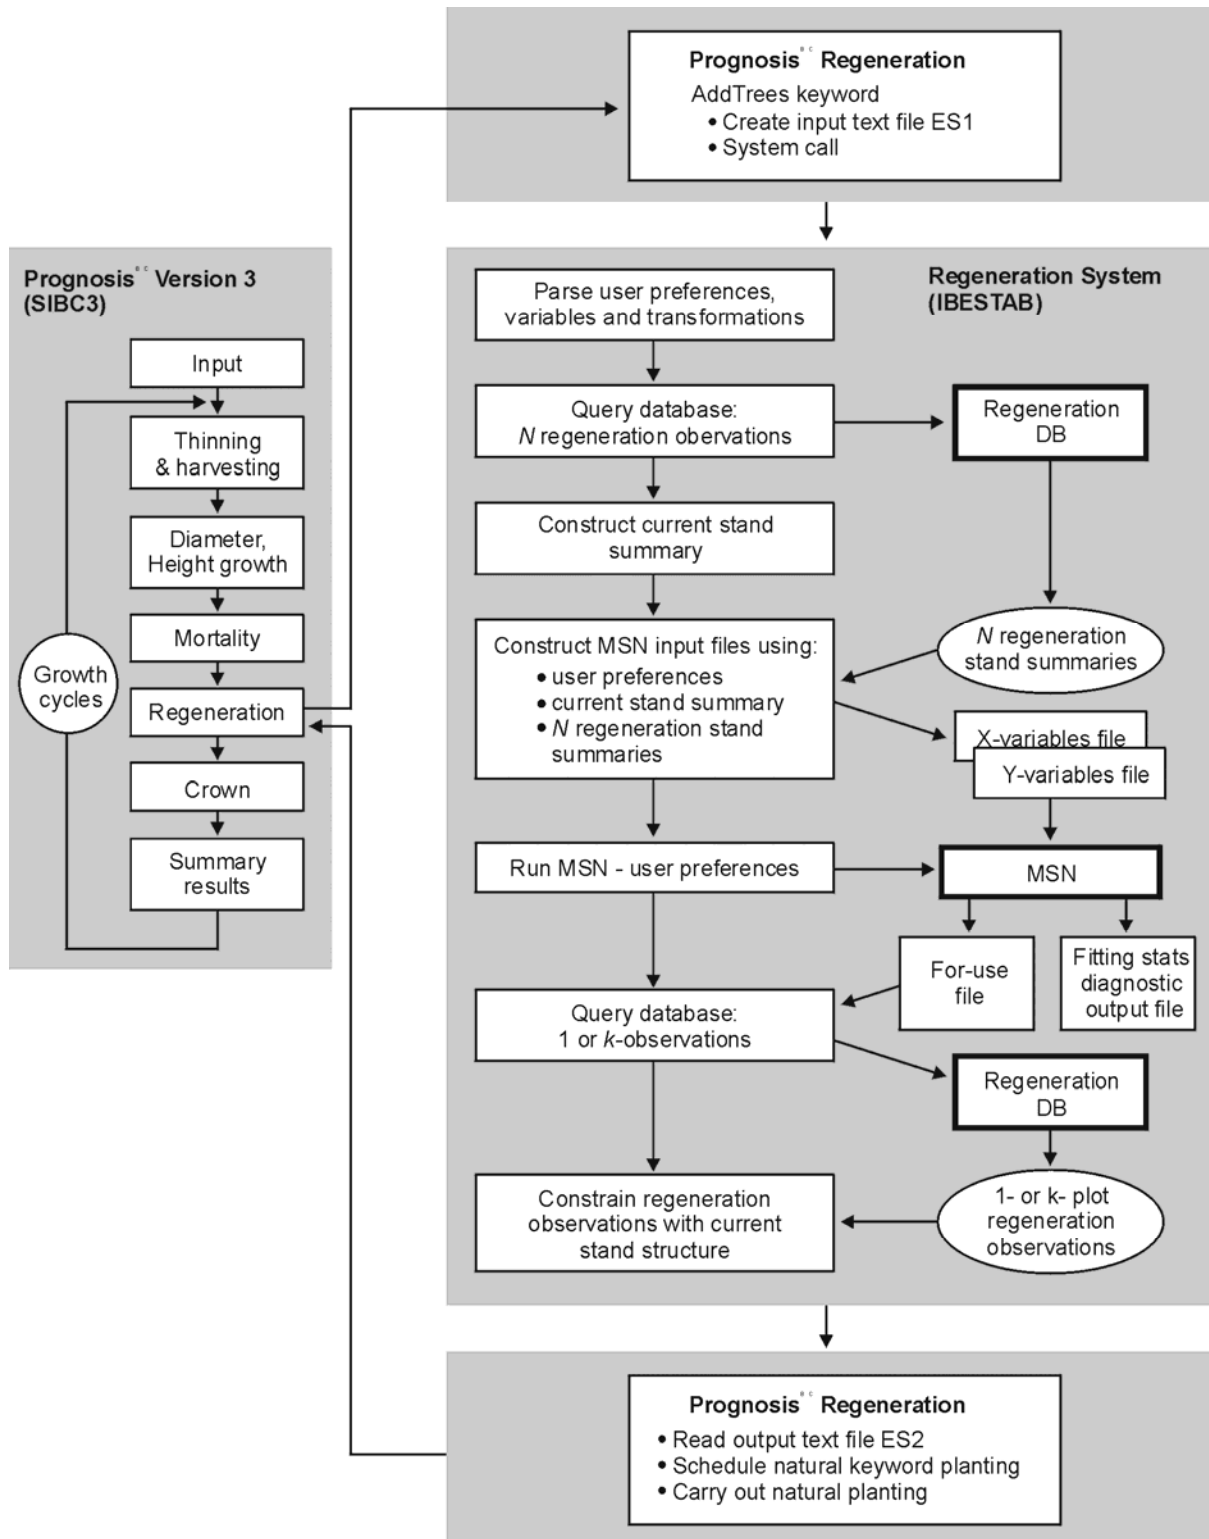 Prognosis BC Regeneration
AddTrees keyword
• Create input text file ES1
• System call
Prognosis BC Version 3
(SIBC3)
Input
Thinning
& harvesting
Diameter,
Height growth
Mortality
Growth
cycles
Regeneration
Crown
Summary
results
Regeneration System
(IBESTAB)
Parse user preferences,
variables and transformations
Query database:
N regeneration obervations
Regeneration
DB
Construct current stand
summary
N regeneration
stand summaries
Construct MSN input files using:
• user preferences
• current stand summary
• N regeneration stand
summaries
X-variables file
Y-variables file
Run MSN - user preferences
MSN
For-use
file
Fitting stats
diagnostic
output file
Query database:
1 or k-observations
Regeneration
DB
Constrain regeneration
observations with current
stand structure
1- or k- plot
regeneration
observations
Prognosis BC Regeneration
• Read output text file ES2
• Schedule natural keyword planting
• Carry out natural planting